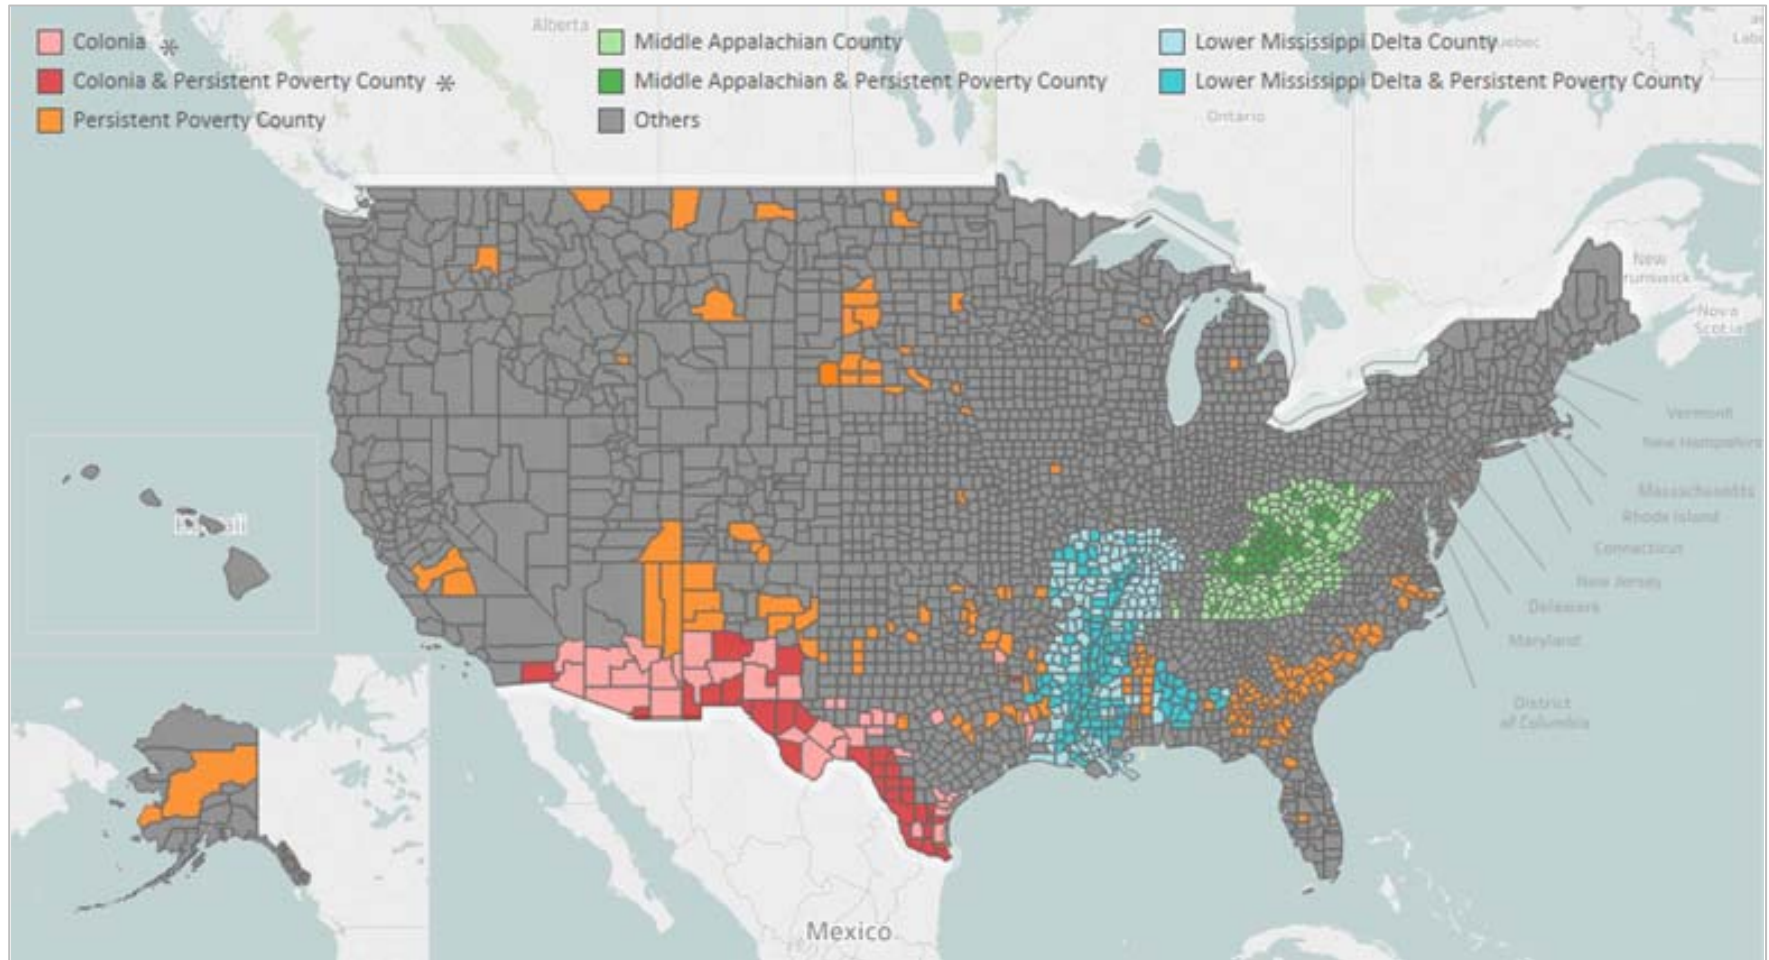 Colonia *
Colonia & Persistent Poverty County *
Persistent Poverty County
Middle Appalachian County
Middle Appalachian & Persistent Poverty County
Others
Lower Mississippi Delta County
Lower Mississippi Delta & Persistent Poverty County
Alberta
Ontario
New
Nova
Vermont
New Hampshire
Massachusetts
Rhode Island
Connecticut
New Jersey
Delaware
Maryland
District
of Columbia
Mexico